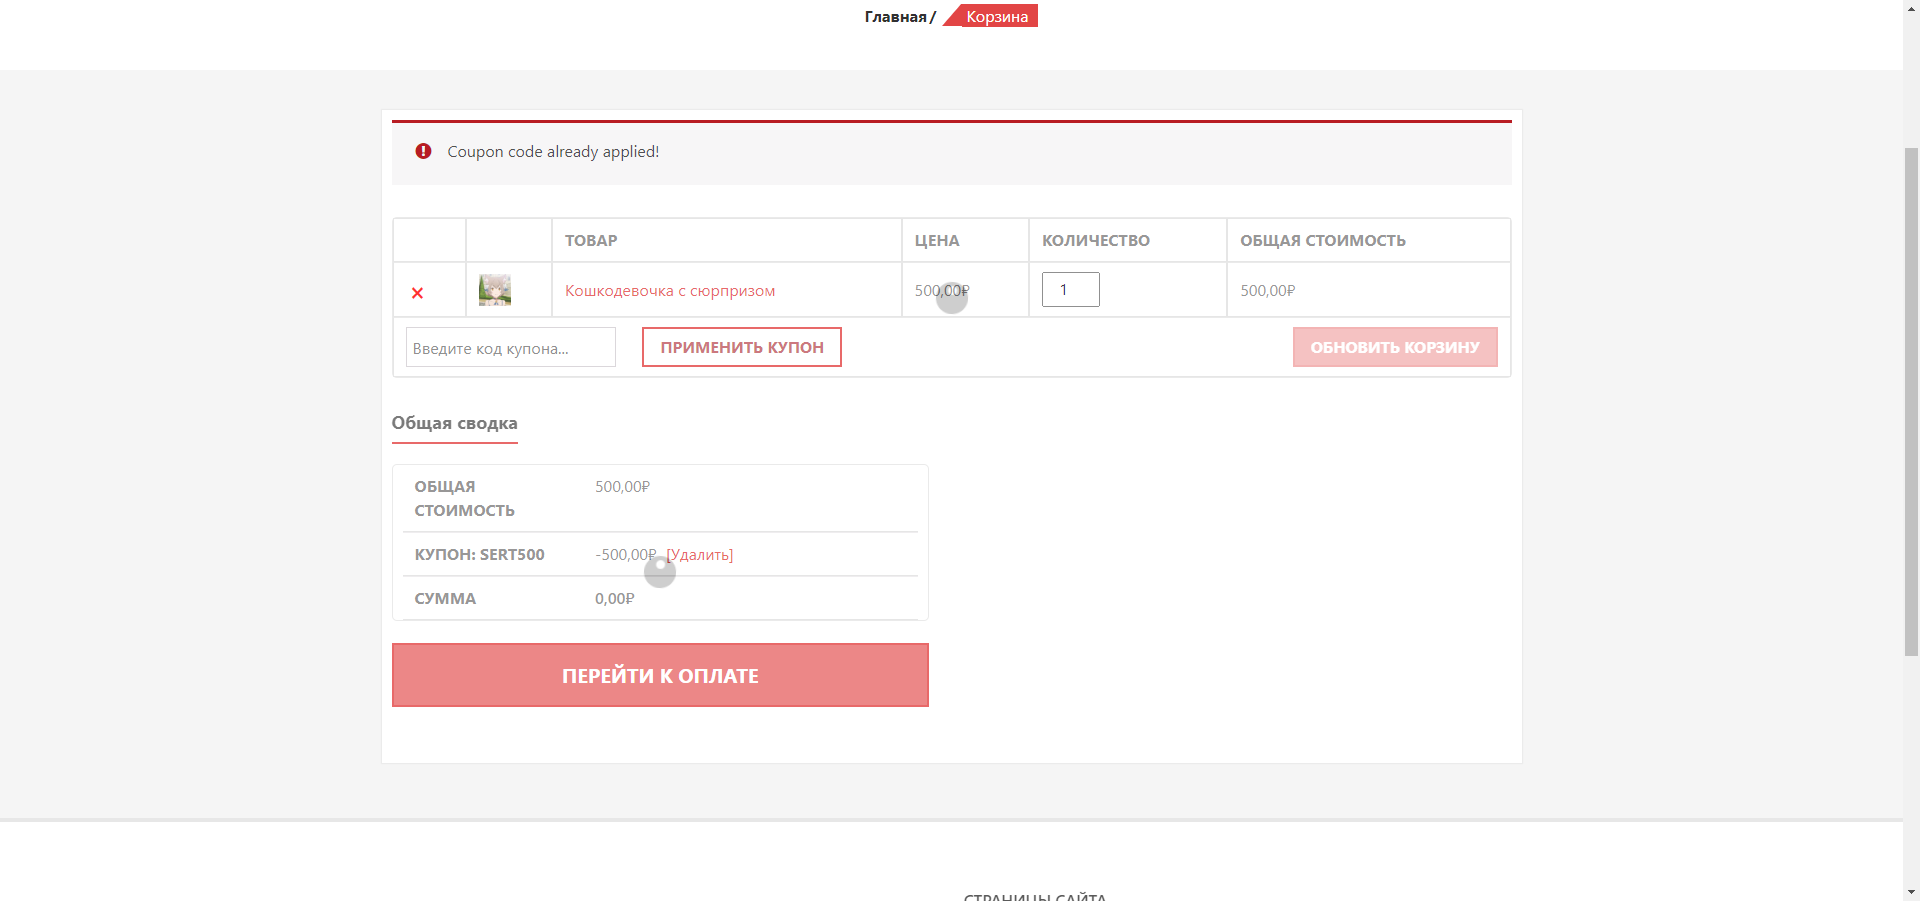 Главная / Корзина
Coupon code already applied!
ТОВАР ЦЕНА КОЛИЧЕСТВО ОБЩАЯ СТОИМОСТЬ
× Кошкодевочка с сюрпризом 500,00₽ 1 500,00₽
Введите код купона... ПРИМЕНИТЬ КУПОН ОБНОВИТЬ КОРЗИНУ
Общая сводка
ОБЩАЯ 500,00₽
СТОИМОСТЬ
КУПОН: SERT500 -500,00₽ [Удалить]
СУММА 0,00₽
ПЕРЕЙТИ К ОПЛАТЕ
СТРАНИЦЫ САЙТА